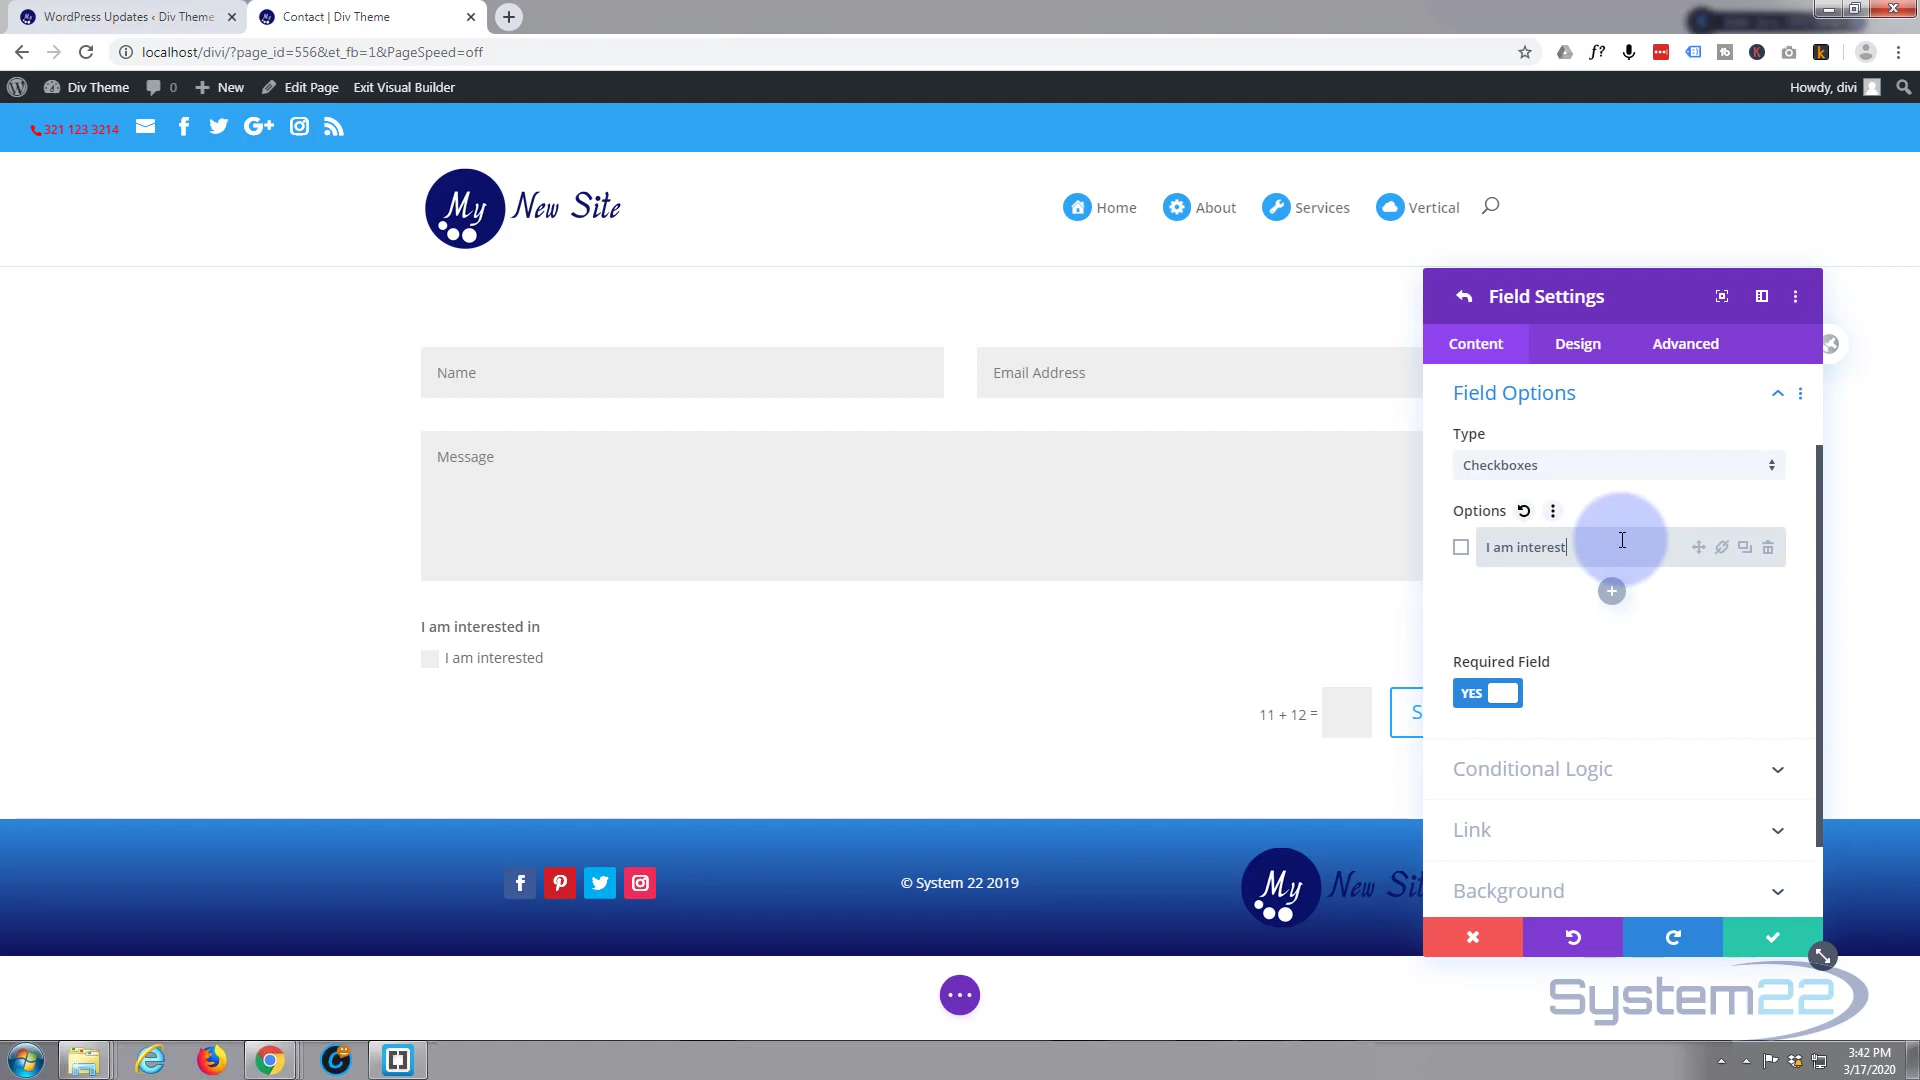 WordPress Updates ‹ Div Theme
Contact | Div Theme
localhost/divi/?page_id=556&et_fb=1&PageSpeed=off
Div Theme
0
New
Edit Page
Exit Visual Builder
Howdy, divi
321 123 3214
My New Site
Home
About
Services
Vertical
Field Settings
Content
Design
Advanced
Name
Email Address
Message
Field Options
Type
Checkboxes
Options
I am interest
I am interested in
I am interested
Required Field
YES
11 + 12 =
S
Conditional Logic
Link
Background
© System 22 2019
My New Sit
System22
3:42 PM
3/17/2020